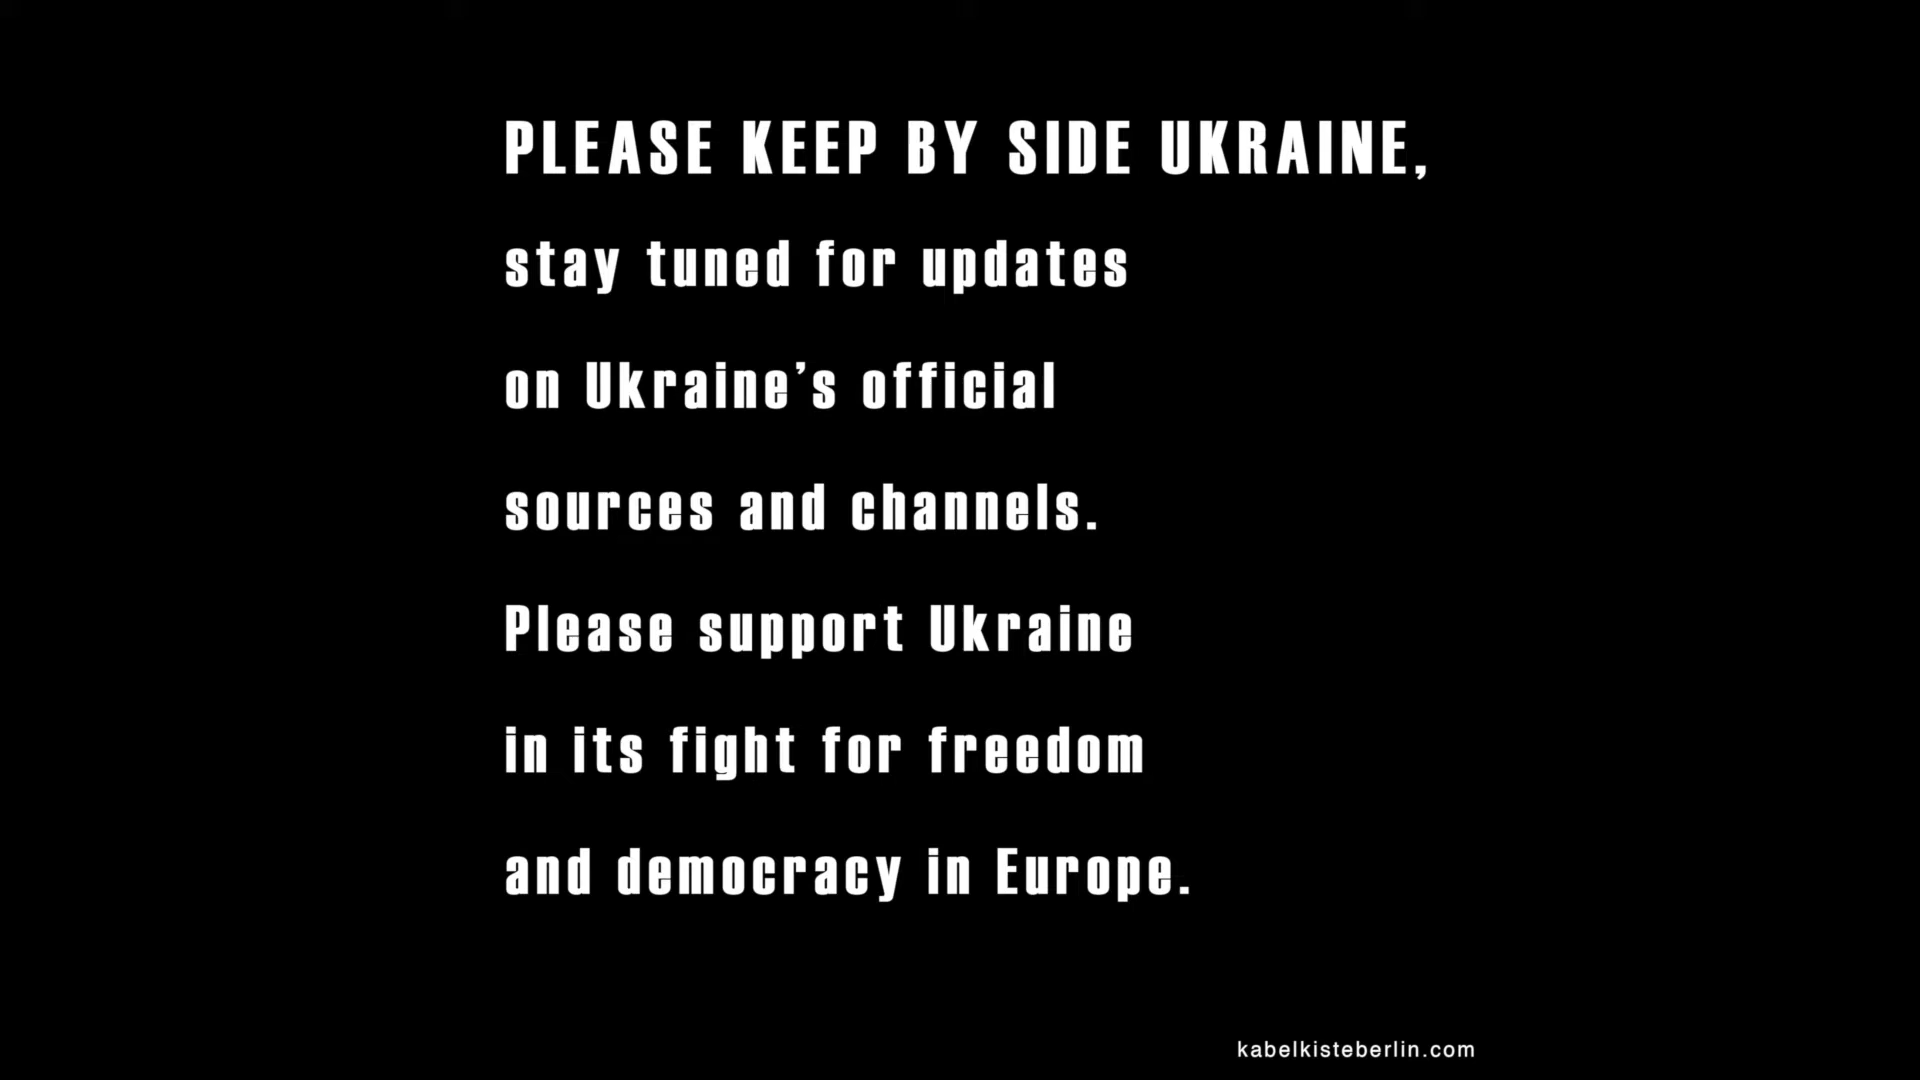 PLEASE KEEP BY SIDE UKRAINE,
stay tuned for updates
on Ukraine’s official
sources and channels.
Please support Ukraine
in its fight for freedom
and democracy in Europe.
kabelkisteberlin.com